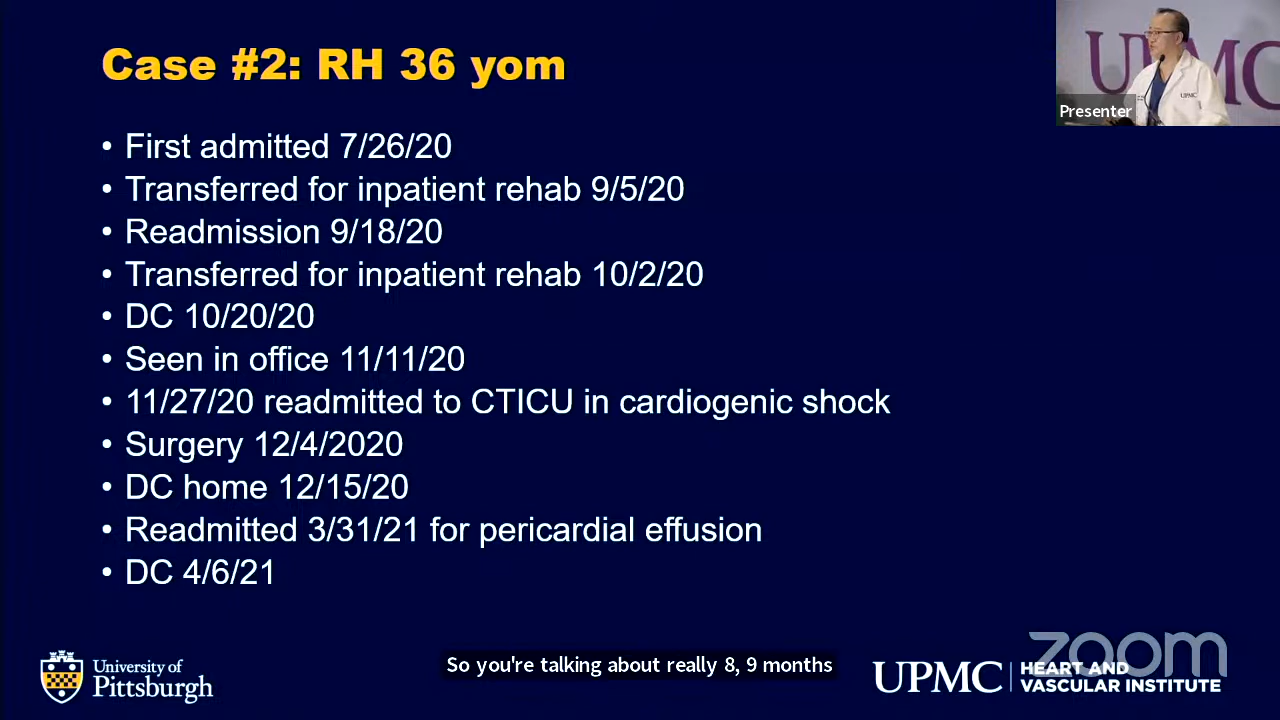 Case #2: RH 36 yom
UPMC
UPMC
Presenter
• First admitted 7/26/20
• Transferred for inpatient rehab 9/5/20
• Readmission 9/18/20
• Transferred for inpatient rehab 10/2/20
• DC 10/20/20
• Seen in office 11/11/20
• 11/27/20 readmitted to CTICU in cardiogenic shock
• Surgery 12/4/2020
• DC home 12/15/20
• Readmitted 3/31/21 for pericardial effusion
• DC 4/6/21
zoom
University of
Pittsburgh
So you're talking about really 8, 9 months
UPMC
HEART AND
VASCULAR INSTITUTE